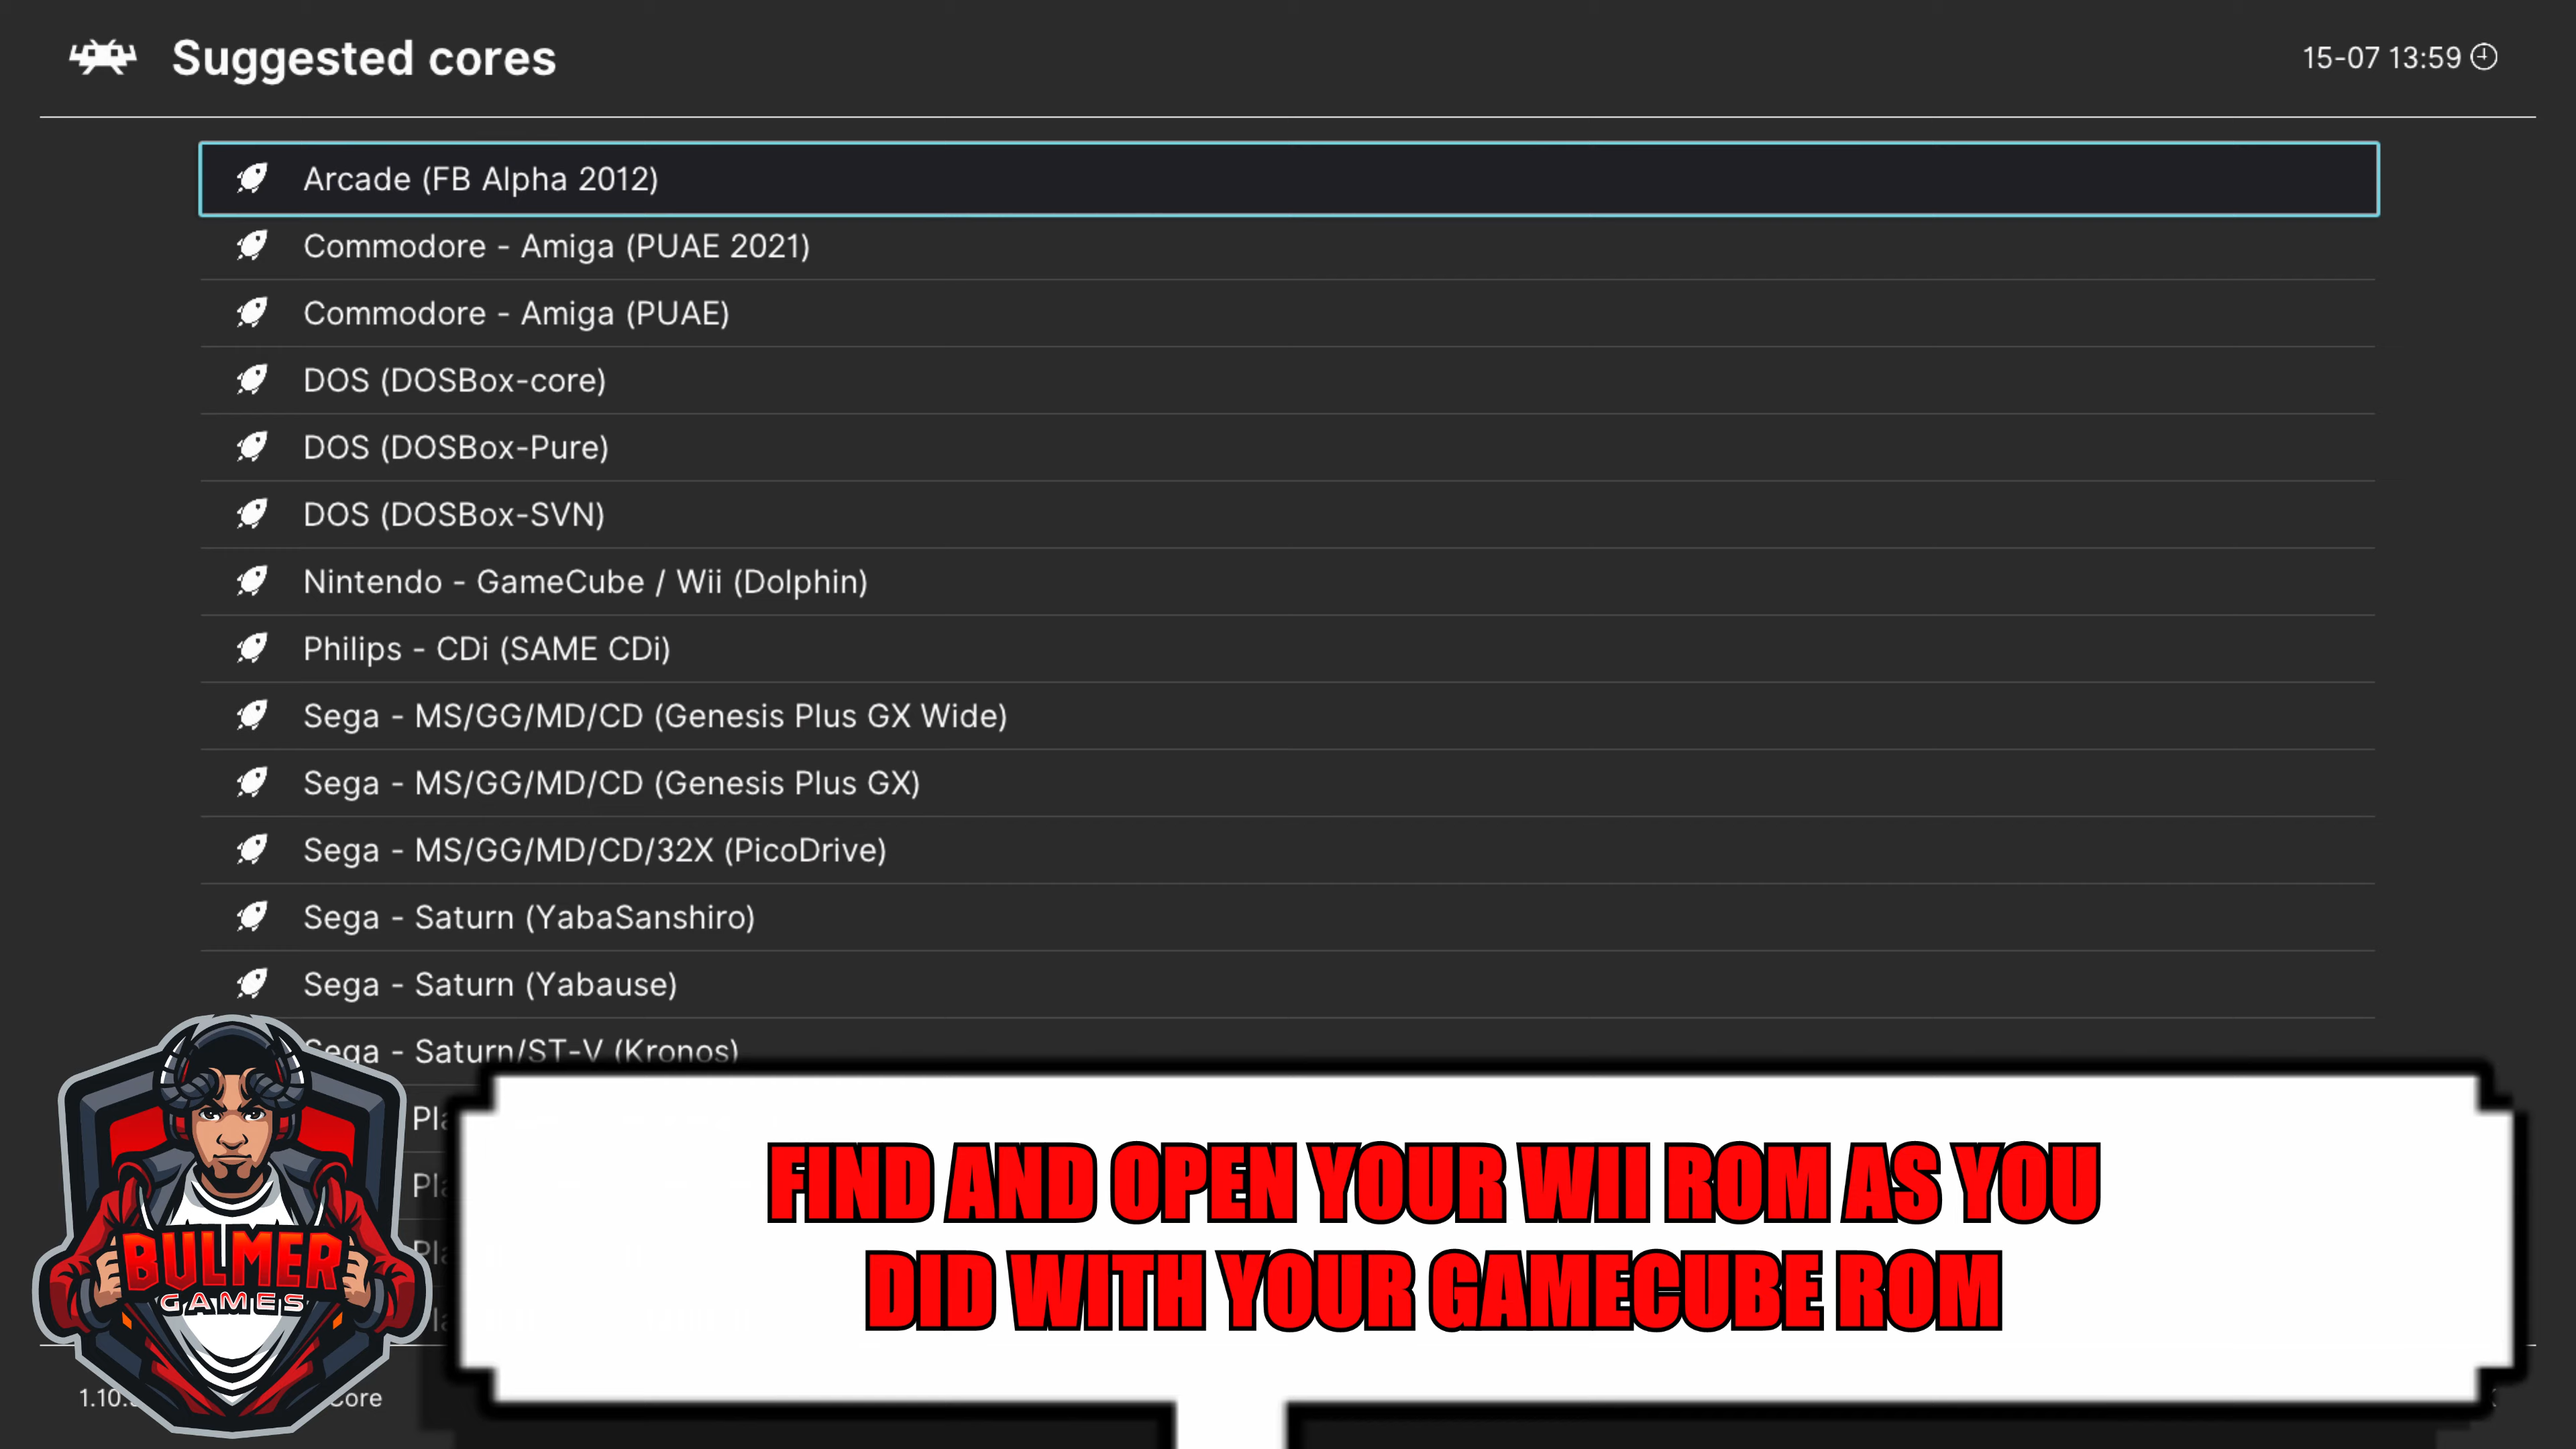 Suggested cores
15-07 13:59
Arcade (FB Alpha 2012)
Commodore - Amiga (PUAE 2021)
Commodore - Amiga (PUAE)
DOS (DOSBox-core)
DOS (DOSBox-Pure)
DOS (DOSBox-SVN)
Nintendo - GameCube / Wii (Dolphin)
Philips - CDi (SAME CDi)
Sega - MS/GG/MD/CD (Genesis Plus GX Wide)
Sega - MS/GG/MD/CD (Genesis Plus GX)
Sega - MS/GG/MD/CD/32X (PicoDrive)
Sega - Saturn (YabaSanshiro)
Sega - Saturn (Yabause)
Sega - Saturn/ST-V (Kronos)
FIND AND OPEN YOUR WII ROM AS YOU
DID WITH YOUR GAMECUBE ROM
BULMER
GAMES
1.10.
Core